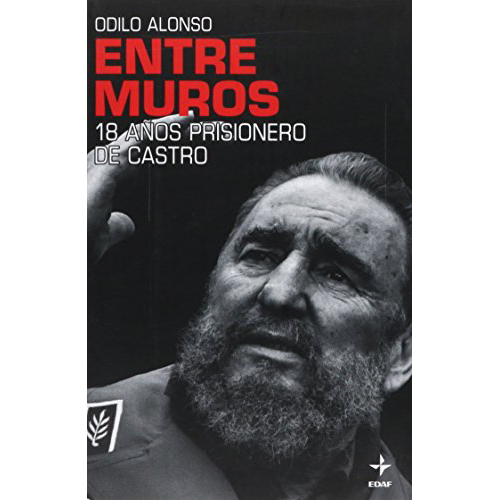 ODILO ALONSO
ENTRE
MUROS
18 AÑOS PRISIONERO
DE CASTRO
EDAF